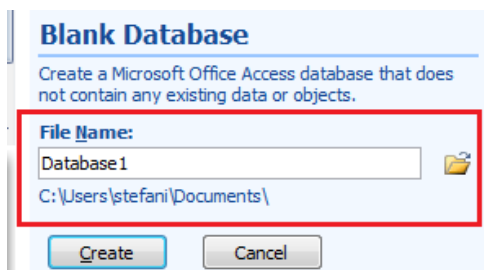 Blank Database
Create a Microsoft Office Access database that does
not contain any existing data or objects.
File Name:
Database1
C:\Users\stefani\Documents\
Create Cancel